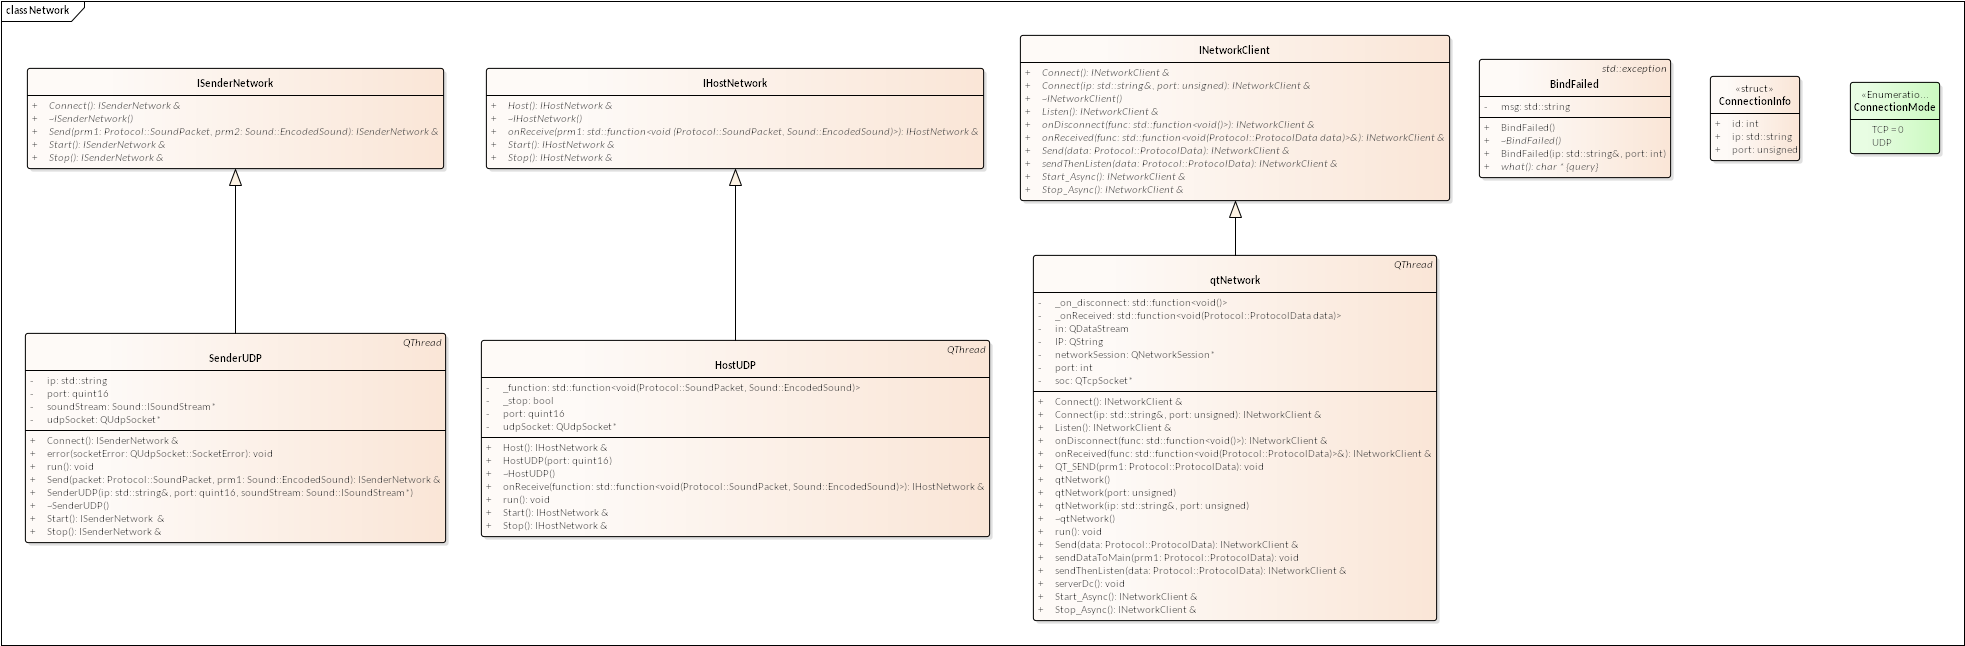 class Network
ISenderNetwork
+ Connect(): ISenderNetwork &
+ ~ISenderNetwork()
+ Send(prm1: Protocol::SoundPacket, prm2: Sound::EncodedSound): ISenderNetwork &
+ Start(): ISenderNetwork &
+ Stop(): ISenderNetwork &
IHostNetwork
+ Host(): IHostNetwork &
+ ~IHostNetwork()
+ onReceive(prm1: std::function<void (Protocol::SoundPacket, Sound::EncodedSound)>): IHostNetwork &
+ Start(): IHostNetwork &
+ Stop(): IHostNetwork &
INetworkClient
+ Connect(): INetworkClient &
+ Connect(ip: std::string&, port: unsigned): INetworkClient &
+ ~INetworkClient()
+ Listen(): INetworkClient &
+ onDisconnect(func: std::function<void()>): INetworkClient &
+ onReceived(func: std::function<void(Protocol::ProtocolData data)>&): INetworkClient &
+ Send(data: Protocol::ProtocolData): INetworkClient &
+ sendThenListen(data: Protocol::ProtocolData): INetworkClient &
+ Start_Async(): INetworkClient &
+ Stop_Async(): INetworkClient &
std::exception
BindFailed
- msg: std::string
+ BindFailed()
+ ~BindFailed()
+ BindFailed(ip: std::string&, port: int)
+ what(): char * {query}
«struct»
ConnectionInfo
+ id: int
+ ip: std::string
+ port: unsigned
«Enumeratio...
ConnectionMode
TCP = 0
UDP
QThread
SenderUDP
- ip: std::string
- port: quint16
- soundStream: Sound::ISoundStream*
- udpSocket: QUdpSocket*
+ Connect(): ISenderNetwork &
+ error(socketError: QUdpSocket::SocketError): void
+ run(): void
+ Send(packet: Protocol::SoundPacket, prm1: Sound::EncodedSound): ISenderNetwork &
+ SenderUDP(ip: std::string&, port: quint16, soundStream: Sound::ISoundStream*)
+ ~SenderUDP()
+ Start(): ISenderNetwork &
+ Stop(): ISenderNetwork &
QThread
HostUDP
- _function: std::function<void(Protocol::SoundPacket, Sound::EncodedSound)>
- _stop: bool
- port: quint16
- udpSocket: QUdpSocket*
+ Host(): IHostNetwork &
+ HostUDP(port: quint16)
+ ~HostUDP()
+ onReceive(function: std::function<void(Protocol::SoundPacket, Sound::EncodedSound)>): IHostNetwork &
+ run(): void
+ Start(): IHostNetwork &
+ Stop(): IHostNetwork &
QThread
qtNetwork
- _on_disconnect: std::function<void()>
- _onReceived: std::function<void(Protocol::ProtocolData data)>
- in: QDataStream
- IP: QString
- networkSession: QNetworkSession*
- port: int
- soc: QTcpSocket*
+ Connect(): INetworkClient &
+ Connect(ip: std::string&, port: unsigned): INetworkClient &
+ Listen(): INetworkClient &
+ onDisconnect(func: std::function<void()>): INetworkClient &
+ onReceived(func: std::function<void(Protocol::ProtocolData)>&): INetworkClient &
+ QT_SEND(prm1: Protocol::ProtocolData): void
+ qtNetwork()
+ qtNetwork(port: unsigned)
+ qtNetwork(ip: std::string&, port: unsigned)
+ ~qtNetwork()
+ run(): void
+ Send(data: Protocol::ProtocolData): INetworkClient &
+ sendDataToMain(prm1: Protocol::ProtocolData): void
+ sendThenListen(data: Protocol::ProtocolData): INetworkClient &
+ serverDc(): void
+ Start_Async(): INetworkClient &
+ Stop_Async(): INetworkClient &